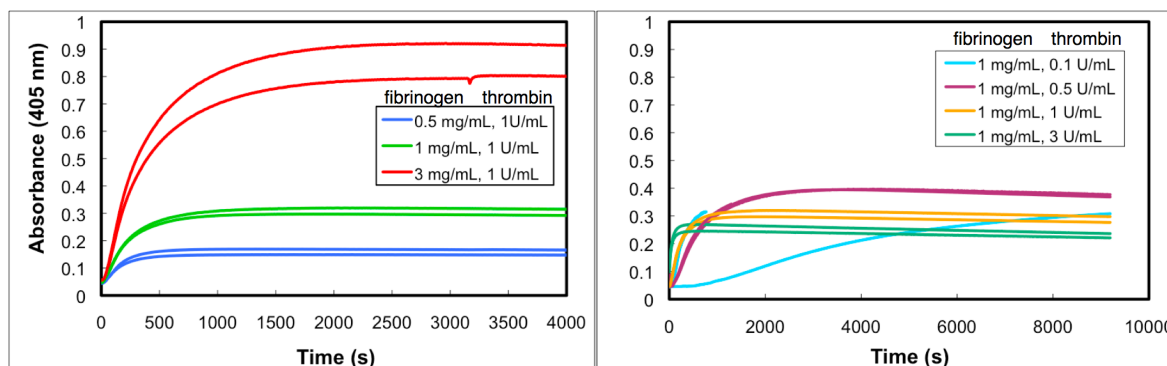 1
0.9
0.8
0.7
0.6
0.5
0.4
0.3
0.2
0.1
0
Absorbance (405 nm)
fibrinogen thrombin
0.5 mg/mL, 1U/mL
1 mg/mL, 1 U/mL
3 mg/mL, 1 U/mL
0 500 1000 1500 2000 2500 3000 3500 4000
Time (s)
1
0.9
0.8
0.7
0.6
0.5
0.4
0.3
0.2
0.1
0
fibrinogen thrombin
1 mg/mL, 0.1 U/mL
1 mg/mL, 0.5 U/mL
1 mg/mL, 1 U/mL
1 mg/mL, 3 U/mL
0 2000 4000 6000 8000 10000
Time (s)